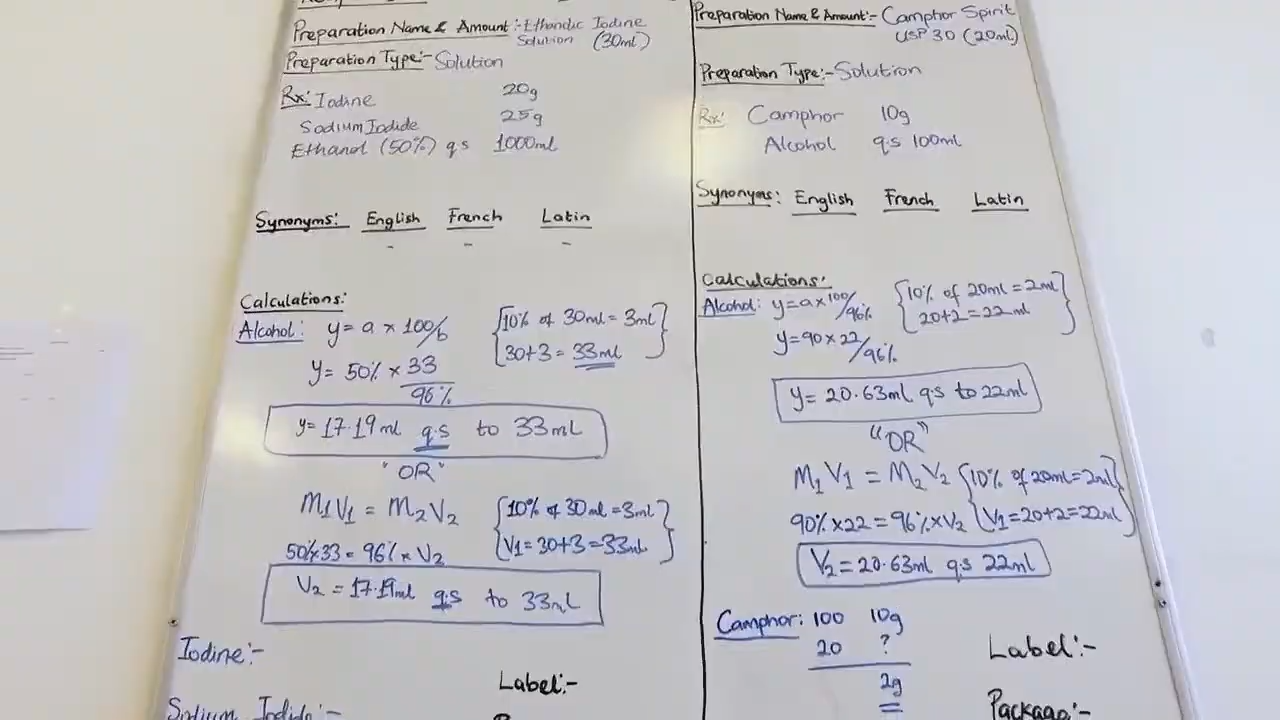 Preparation Name & Amount:- Ethanolic Iodine
Solution (30ml)
Preparation Type:- Solution
Rx: Iodine 20g
Sodium Iodide 25g
Ethanol (50%) qs 1000ml
Synonyms: English French Latin
- - -
Calculations:
Alcohol: y = a x 100/b
{10% of 30ml = 3ml}
{30+3 = 33ml}
y = 50% x 33
96%
y = 17.19ml q.s to 33ml
"OR"
M1V1 = M2V2
{10% of 30ml = 3ml}
{V1 = 30+3 = 33ml}
50% x 33 = 96% x V2
V2 = 17.19ml q.s to 33ml
Iodine:-
Sodium Iodide:-
Label:-
Preparation Name & Amount:- Camphor Spirit
USP 30 (20ml)
Preparation Type:- Solution
Rx: Camphor 10g
Alcohol q.s 100ml
Synonyms: English French Latin
Calculations:
Alcohol: y = a x 100/96%
{10% of 20ml = 2ml}
{20+2 = 22ml}
y = 90 x 22/96%
y = 20.63ml q.s to 22ml
"OR"
M1V1 = M2V2
{10% of 20ml = 2ml}
{V1 = 20+2 = 22ml}
90% x 22 = 96% x V2
V2 = 20.63ml q.s 22ml
Camphor: 100 10g
20 ?
2g
Label:-
Package:-